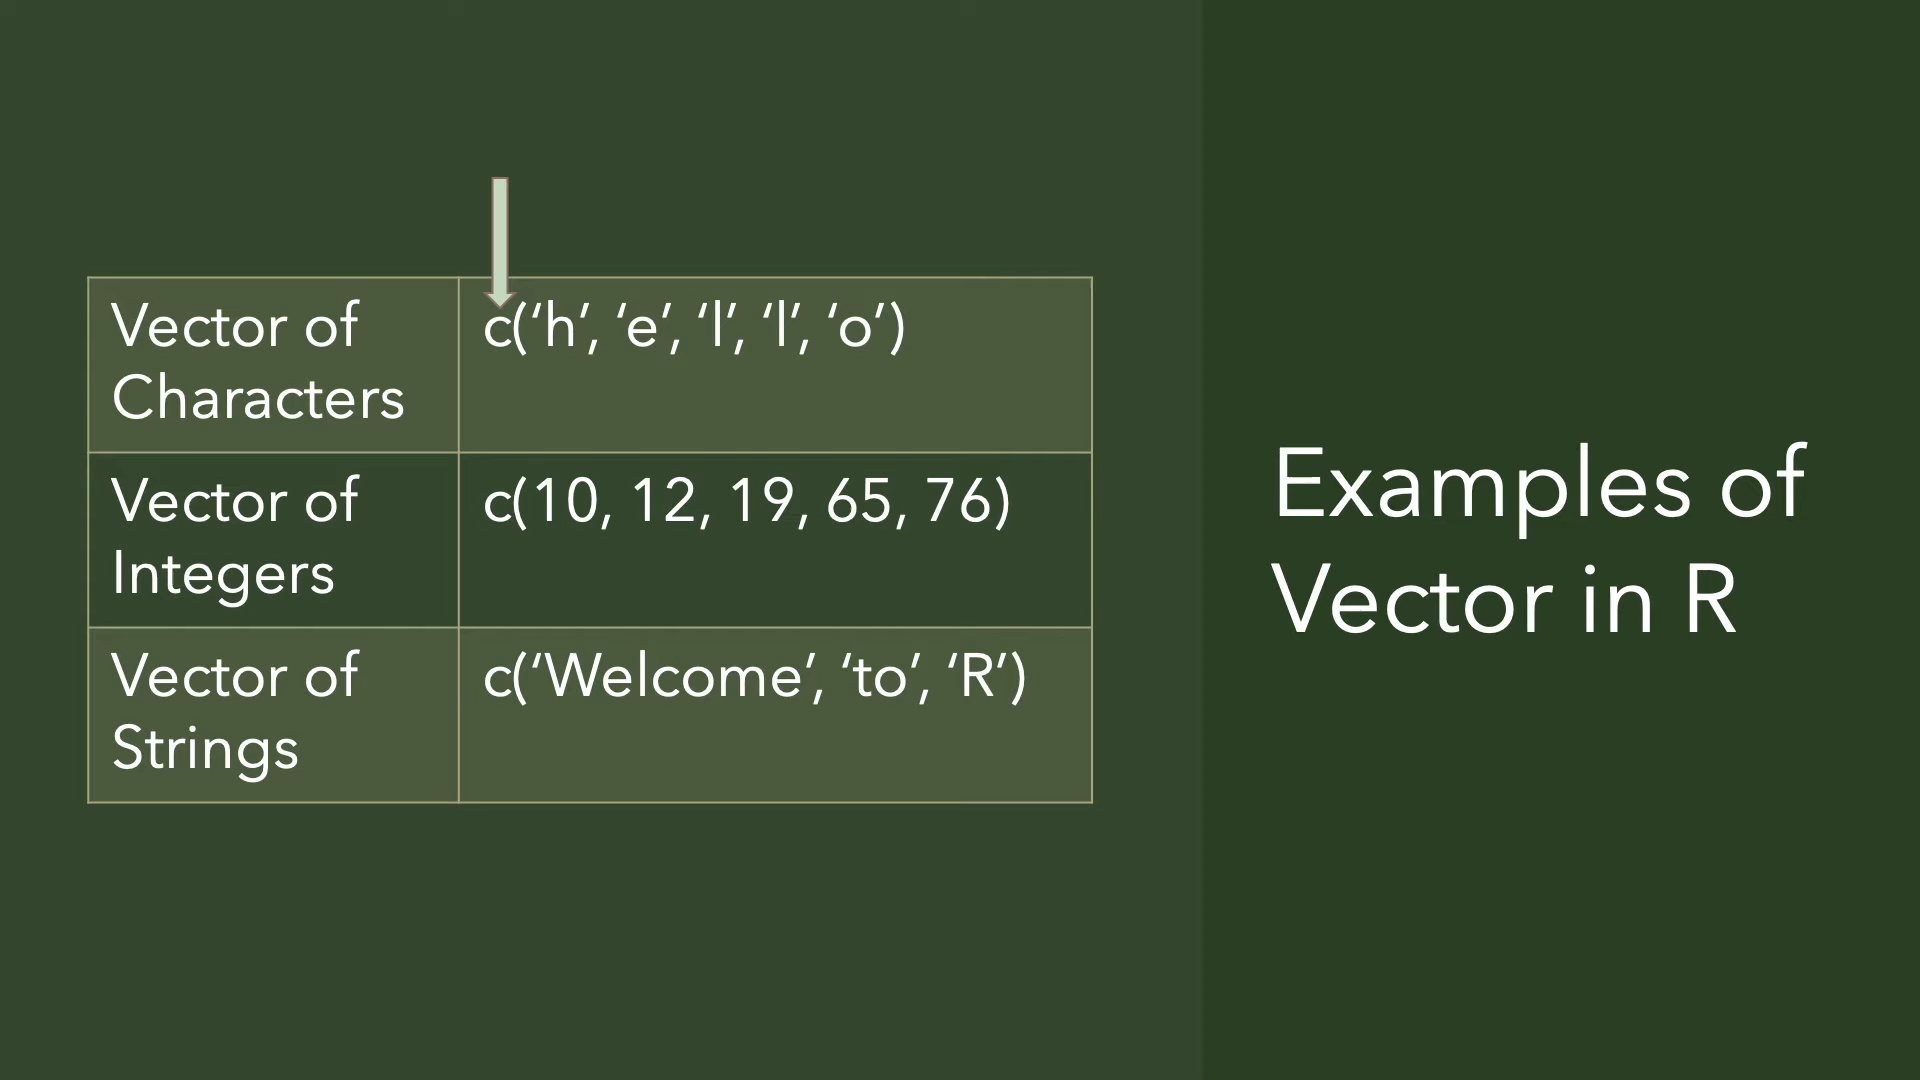 Vector of
Characters
c(‘h’, ‘e’, ‘l’, ‘l’, ‘o’)
Vector of
Integers
c(10, 12, 19, 65, 76)
Vector of
Strings
c(‘Welcome’, ‘to’, ‘R’)
Examples of
Vector in R